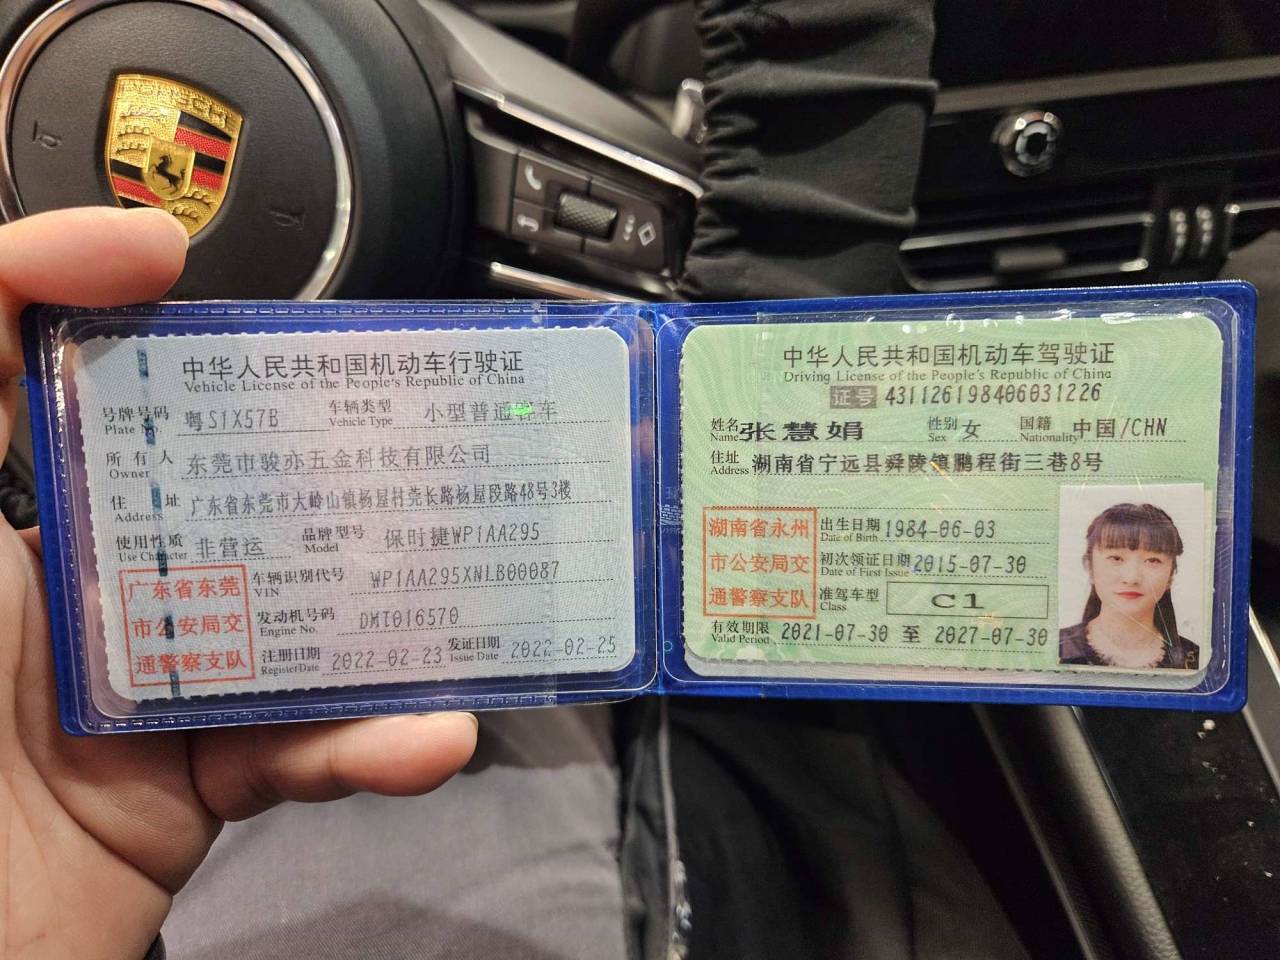 中华人民共和国机动车行驶证
Vehicle License of the People's Republic of China
号牌号码 Plate No. 粤S1X57B 车辆类型 Vehicle Type 小型普通客车
所有人 Owner 东莞市骏亦五金科技有限公司
住址 Address 广东省东莞市大岭山镇杨屋村莞长路杨屋段路48号3楼
使用性质 Use Character 非营运 品牌型号 Model 保时捷WP1AA295
广东省东莞
市公安局交
通警察支队
车辆识别代号 VIN WP1AA295XNLB00087
发动机号码 Engine No. DMT016570
注册日期 Register Date 2022-02-23 发证日期 Issue Date 2022-02-25
中华人民共和国机动车驾驶证
Driving License of the People's Republic of China
证号 431126198406031226
姓名 Name 张慧娟 性别 Sex 女 国籍 Nationality 中国/CHN
住址 Address 湖南省宁远县舜陵镇鹏程街三巷8号
湖南省永州
市公安局交
通警察支队
出生日期 Date of Birth 1984-06-03
初次领证日期 Date of First Issue 2015-07-30
准驾车型 Class C1
有效期限 Valid Period 2021-07-30 至 2027-07-30